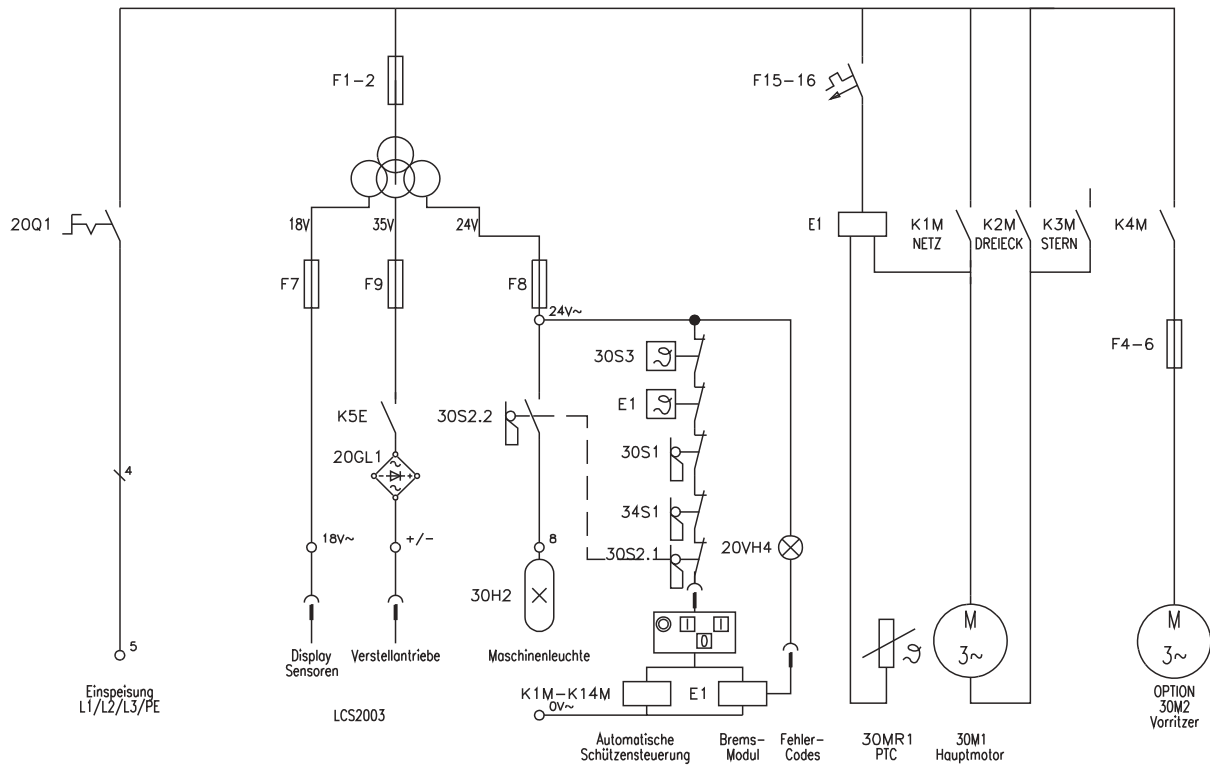 F1-2
F15-16
20Q1
18V
35V
24V
E1
K1M
NETZ
K2M
DREIECK
K3M
STERN
K4M
F7
F9
F8
24V~
30S3
F4-6
E1
K5E
30S2.2
30S1
20GL1
4
34S1
18V~
+/-
8
30S2.1
20VH4
30H2
M
3~
M
3~
5
Display
Sensoren
Verstellantriebe
Maschinenleuchte
Einspeisung
L1/L2/L3/PE
K1M-K14M
E1
0V~
OPTION
30M2
Vorritzer
LCS2003
Automatische
Schützensteuerung
Brems-
Modul
Fehler-
Codes
30MR1
PTC
30M1
Hauptmotor